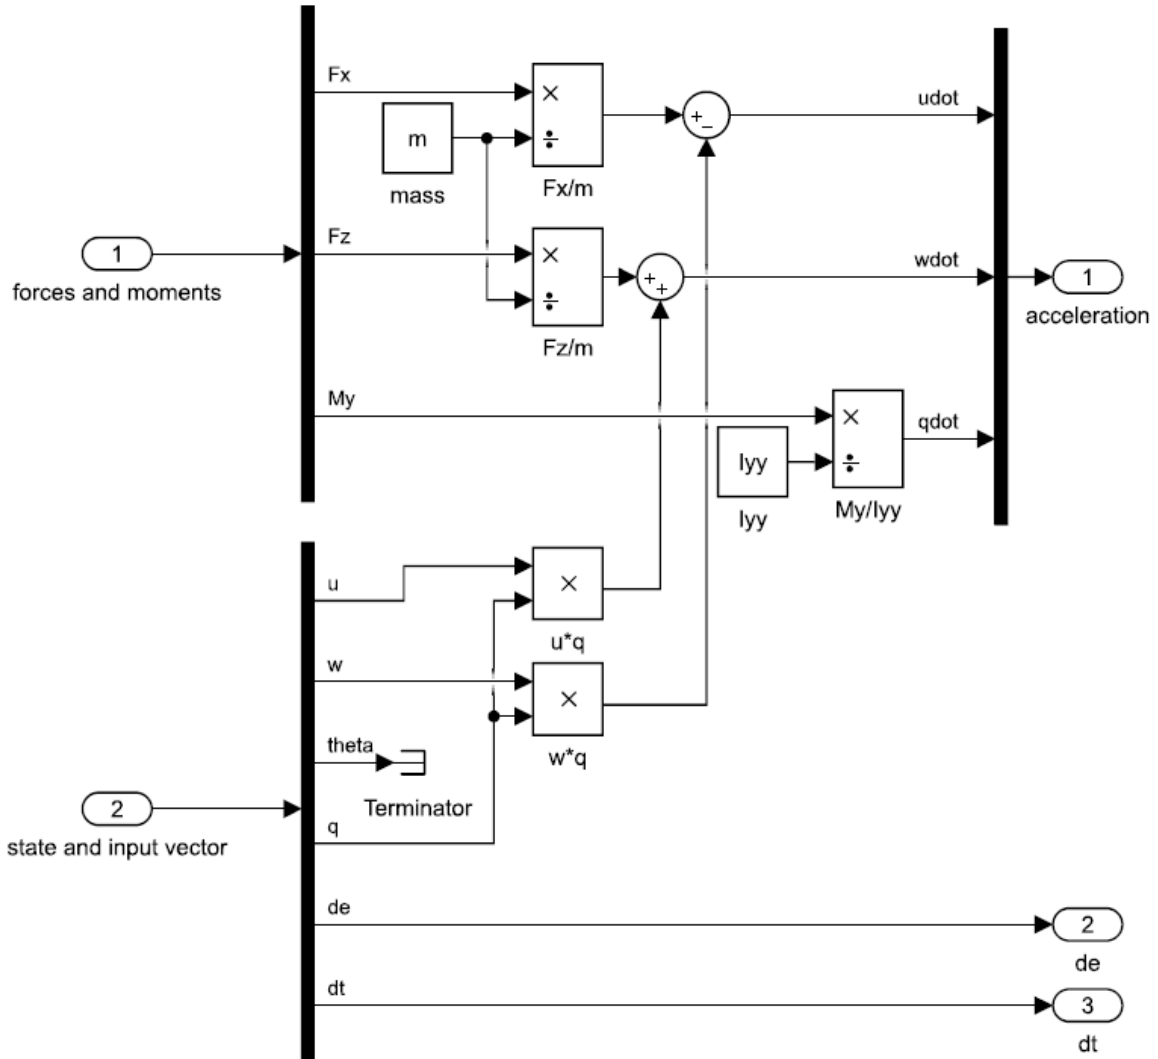 Fx
udot
×
+
−
m
÷
mass
Fx/m
Fz
wdot
1
×
+
+
1
forces and moments
÷
acceleration
Fz/m
My
qdot
×
Iyy
÷
Iyy
My/Iyy
u
×
u*q
w
×
w*q
theta
2
Terminator
state and input vector
q
de
2
de
dt
3
dt